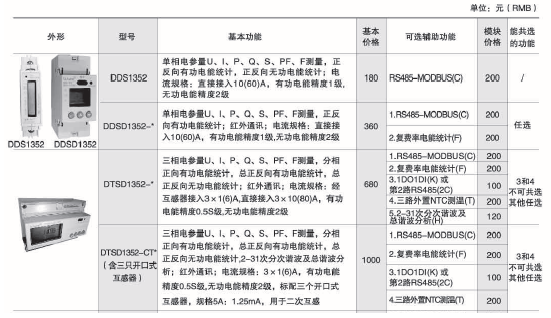 单位：元（RMB）
外形
型号
基本功能
基本
价格
可选辅助功能
模块
价格
能共选
的功能
DDS1352
单相电参量U、I、P、Q、S、PF、F测量，正
反向有功电能统计，正反向无功电能统计；电
流规格：直接接入10(60)A，有功电能精度1级,
无功电能精度2级
180
RS485-MODBUS(C)
200
/
DDSD1352-*
单相电参量U、I、P、Q、S、PF、F测量，正反
向有功电能统计；红外通讯；电流规格：直接接
入10(60)A，有功电能精度1级,无功电能精度2级
360
1.RS485-MODBUS(C)
200
2.复费率电能统计(F)
200
任选
DDS1352 DDSD1352
DTSD1352-*
三相电参量U、I、P、Q、S、PF、F测量，分相
正向有功电能统计，总正反向有功电能统计，总
正反向无功电能统计；红外通讯；电流规格：经
互感器接入3×1(6)A,直接接入3×10(80)A，有功
电能精度0.5S级,无功电能精度2级
680
1.RS485-MODBUS(C)
200
2.复费率电能统计(F)
200
3.1DO1DI(K) 或
第2路RS485(2C)
100
4.三路外置NTC测温(T)
200
5.2-31次分次谐波及
总谐波分析(H)
120
3和4
不可共选
其他任选
DTSD1352-CT*
（含三只开口式
互感器）
三相电参量U、I、P、Q、S、PF、F测量，分相
正向有功电能统计，总正反向有功电能统计，总
正反向无功电能统计,2-31次分次谐波及总谐波分
析；红外通讯；电流规格：3×1(6)A，有功电能
精度0.5S级,无功电能精度2级，标配三个开口式
互感器，规格5A：1.25mA，用于二次互感
1000
1.RS485-MODBUS(C)
200
2.复费率电能统计(F)
200
3.1DO1DI(K) 或
第2路RS485(2C)
100
4.三路外置NTC测温(T)
200
3和4
不可共选
其他任选